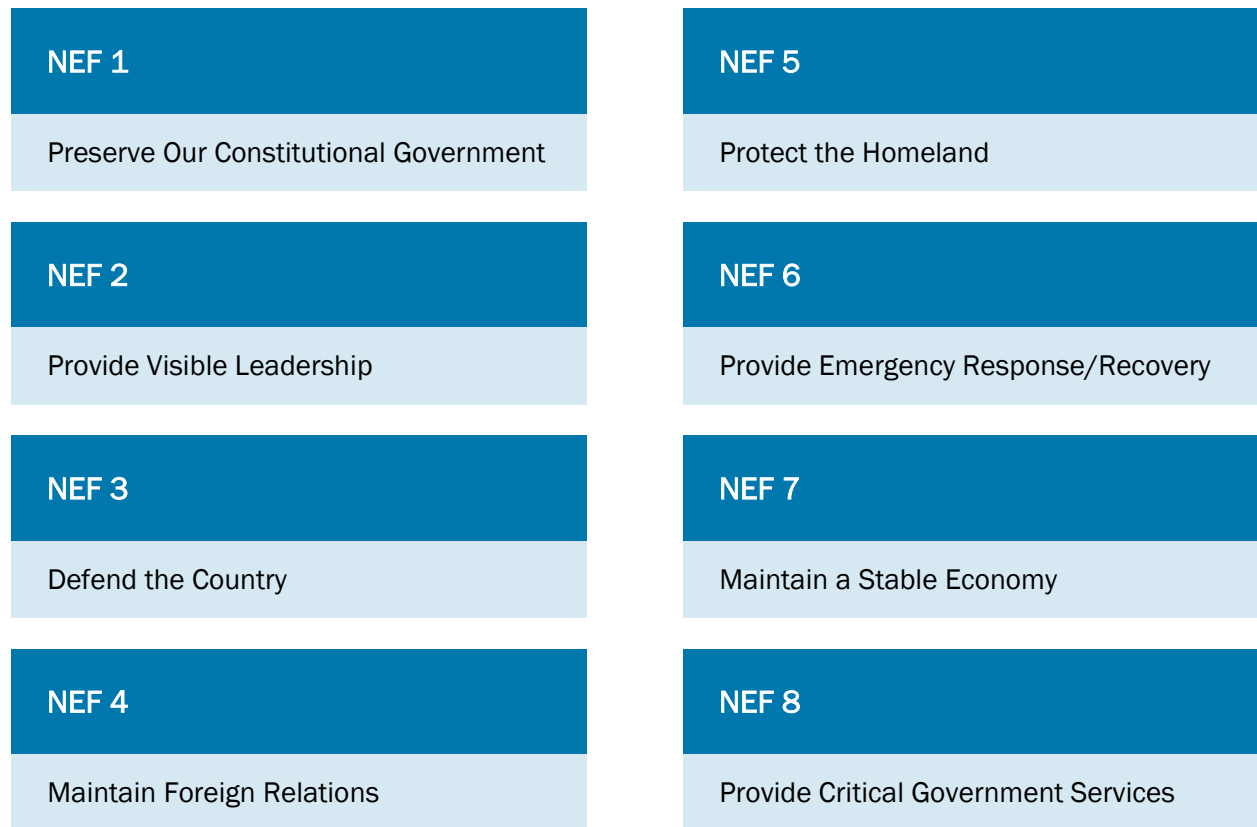 NEF 1
Preserve Our Constitutional Government
NEF 2
Provide Visible Leadership
NEF 3
Defend the Country
NEF 4
Maintain Foreign Relations
NEF 5
Protect the Homeland
NEF 6
Provide Emergency Response/Recovery
NEF 7
Maintain a Stable Economy
NEF 8
Provide Critical Government Services